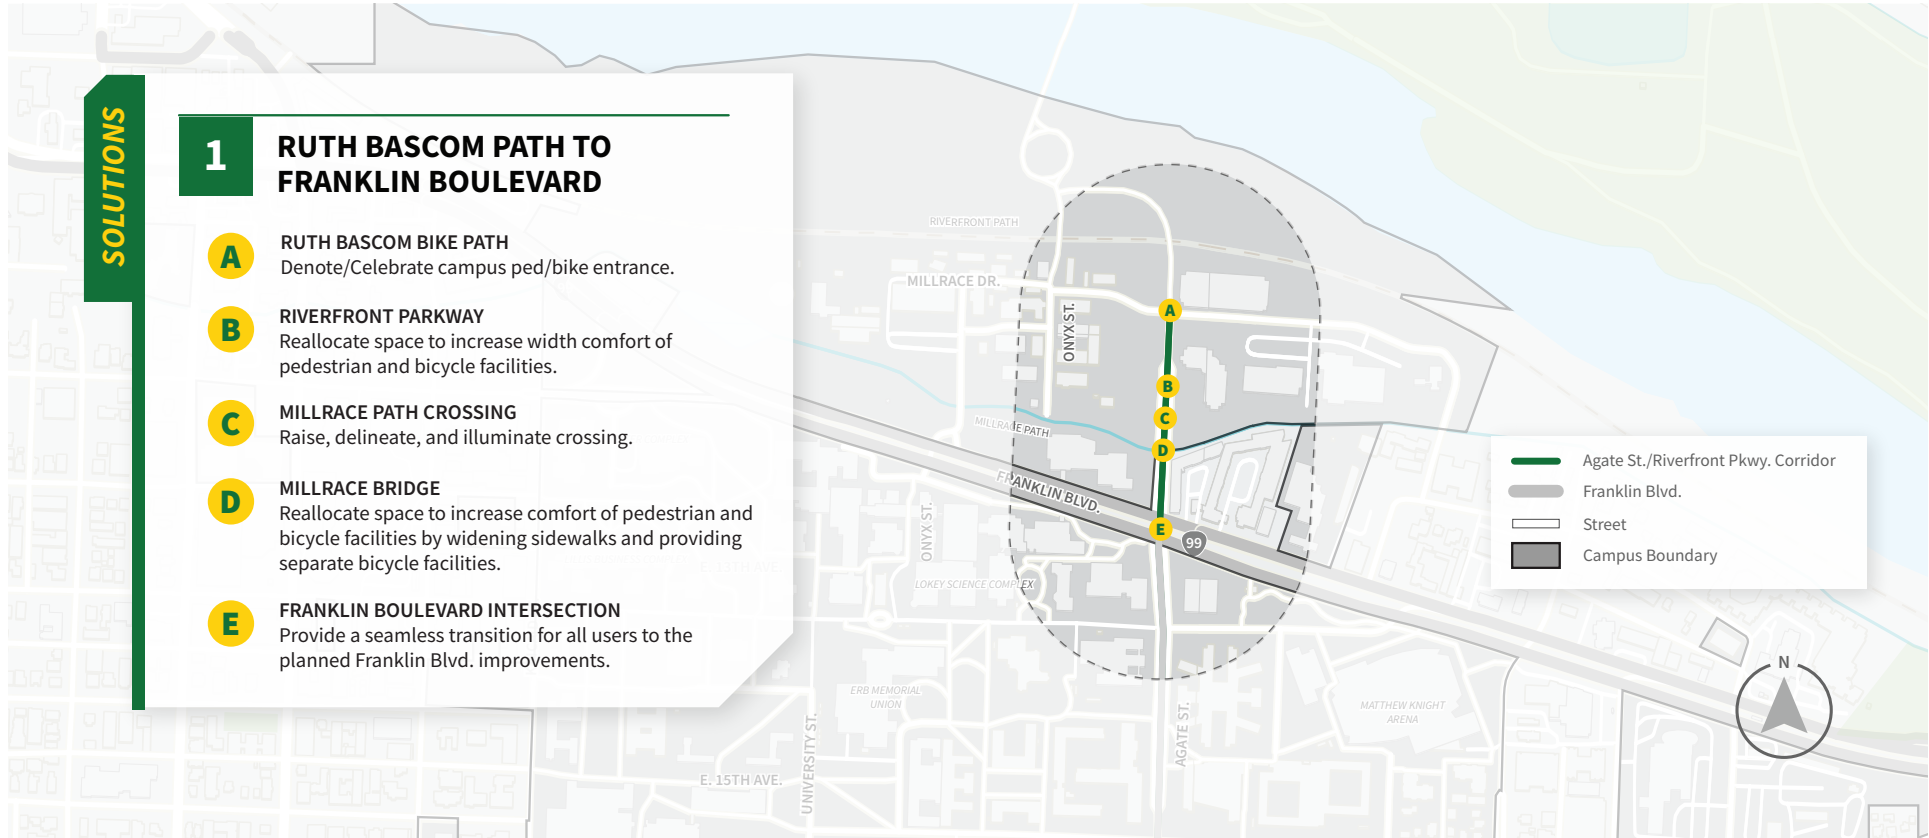 SOLUTIONS
1
RUTH BASCOM PATH TO
FRANKLIN BOULEVARD
A
RUTH BASCOM BIKE PATH
Denote/Celebrate campus ped/bike entrance.
B
RIVERFRONT PARKWAY
Reallocate space to increase width comfort of
pedestrian and bicycle facilities.
C
MILLRACE PATH CROSSING
Raise, delineate, and illuminate crossing.
D
MILLRACE BRIDGE
Reallocate space to increase comfort of pedestrian and
bicycle facilities by widening sidewalks and providing
separate bicycle facilities.
E
FRANKLIN BOULEVARD INTERSECTION
Provide a seamless transition for all users to the
planned Franklin Blvd. improvements.
RIVERFRONT PATH
MILLRACE DR.
ONYX ST.
A
B
C
D
E
MILLRACE PATH
FRANKLIN BLVD.
99
ONYX ST.
E. 13TH AVE.
LOKEY SCIENCE COMPLEX
ERB MEMORIAL
UNION
UNIVERSITY ST.
E. 15TH AVE.
AGATE ST.
MATTHEW KNIGHT
ARENA
Agate St./Riverfront Pkwy. Corridor
Franklin Blvd.
Street
Campus Boundary
N